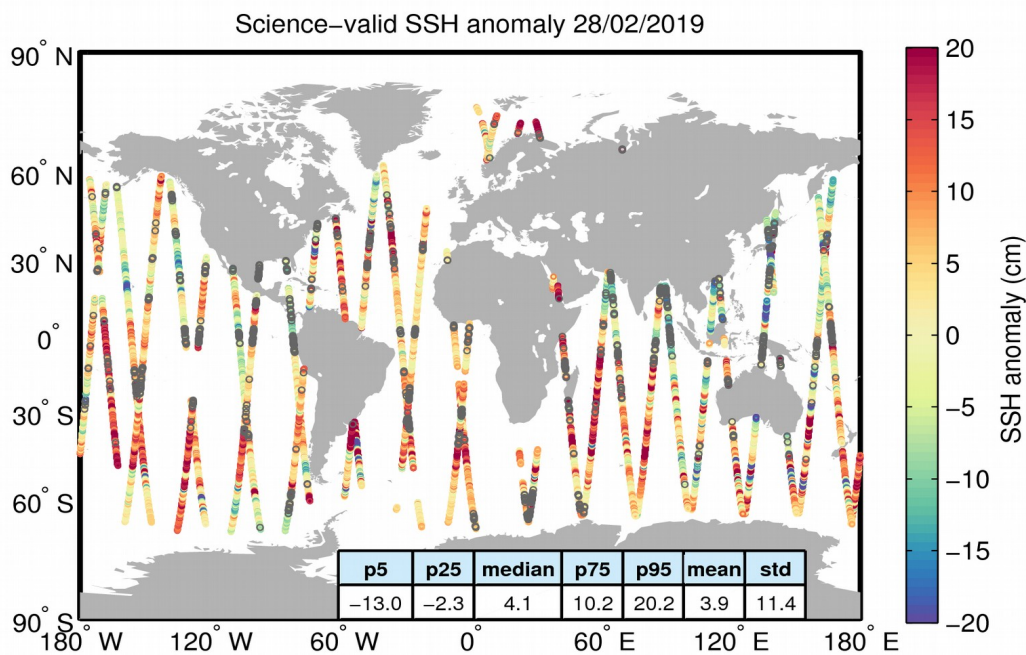 Science−valid SSH anomaly 28/02/2019
90° N
60° N
30° N
0°
30° S
60° S
90° S
180° W 120° W 60° W 0° 60° E 120° E 180° E
p5 p25 median p75 p95 mean std
−13.0 −2.3 4.1 10.2 20.2 3.9 11.4
20
15
10
5
0
−5
−10
−15
−20
SSH anomaly (cm)